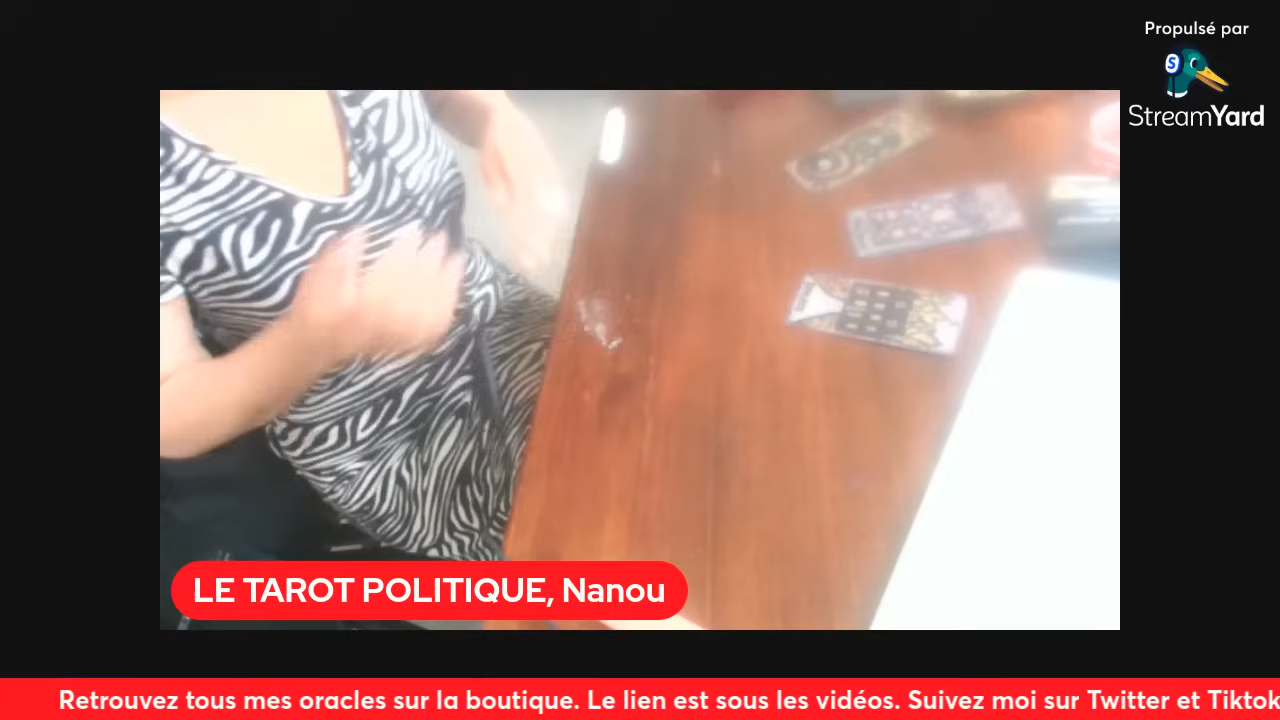 Propulsé par
StreamYard
LE TAROT POLITIQUE, Nanou
Retrouvez tous mes oracles sur la boutique. Le lien est sous les vidéos. Suivez moi sur Twitter et Tiktok